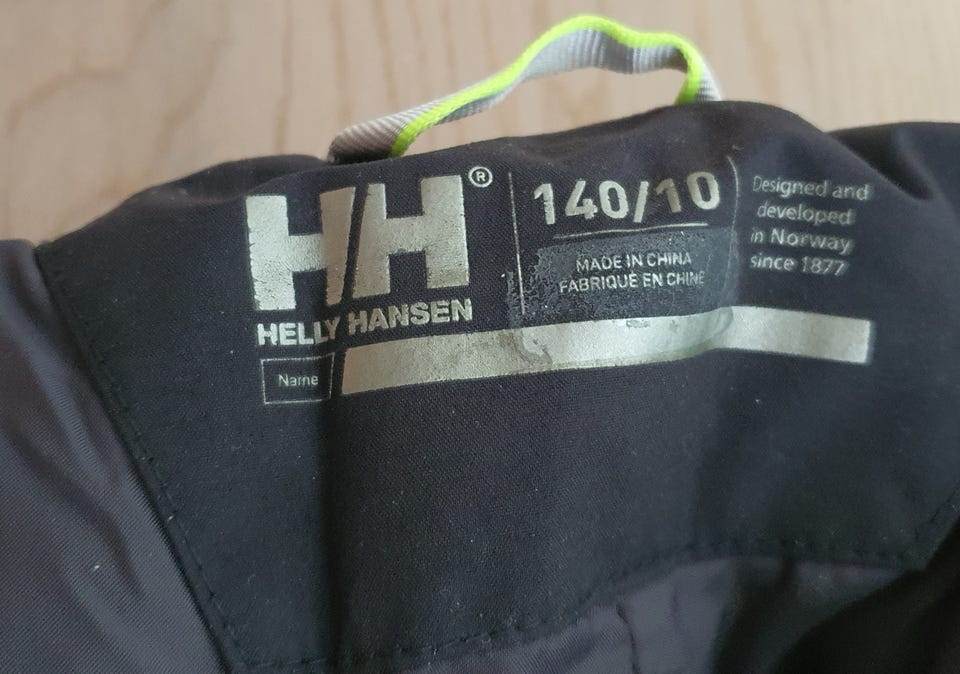 HH®
HELLY HANSEN
Name
140/10
MADE IN CHINA
FABRIQUÉ EN CHINE
Designed and
developed
in Norway
since 1877